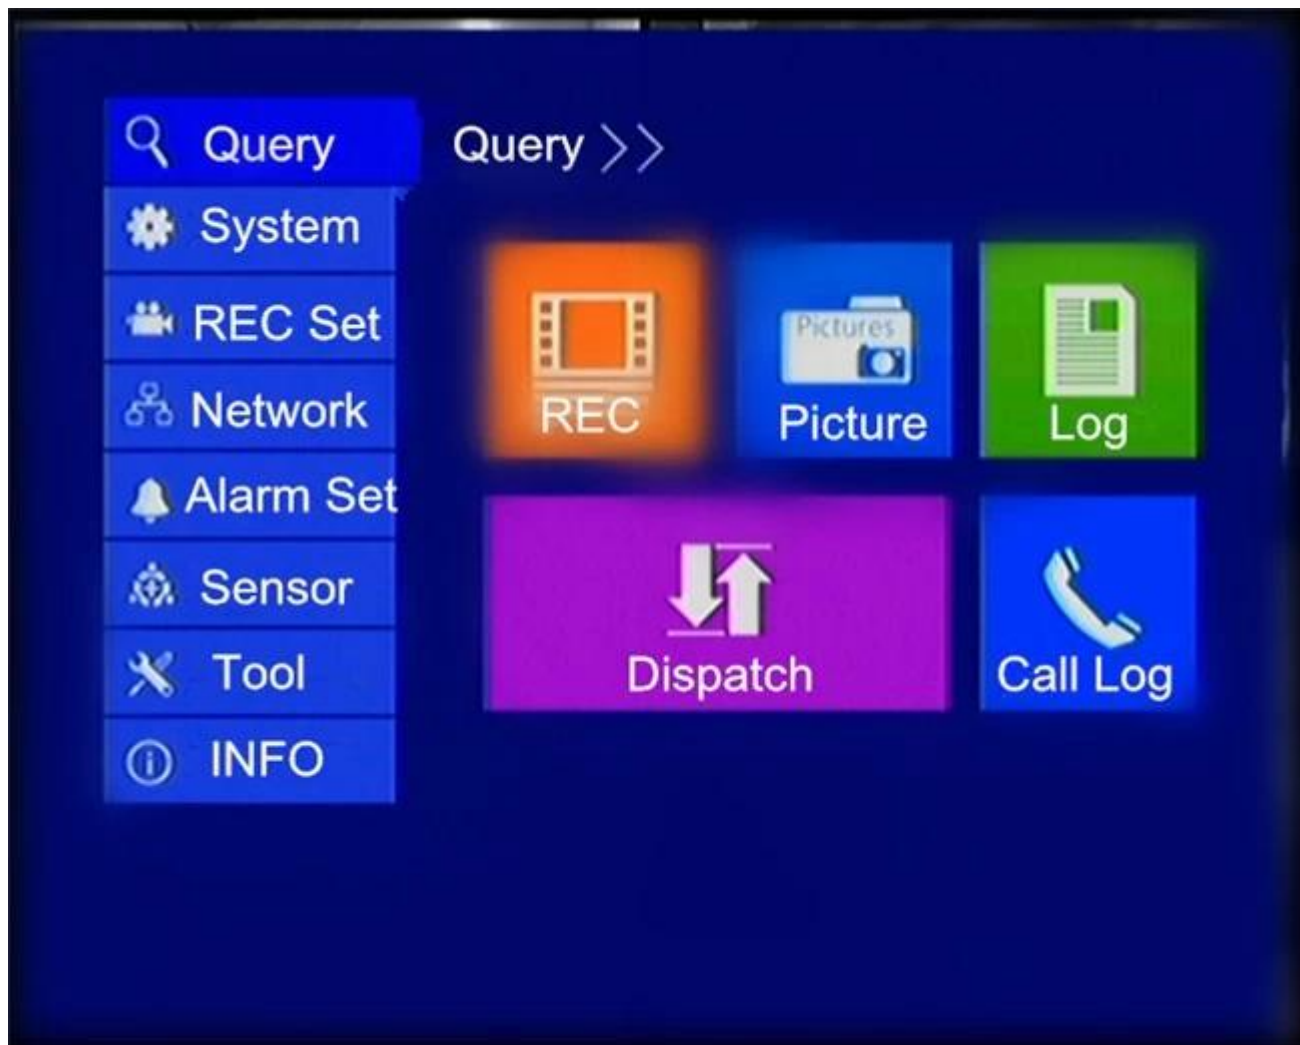 Query
Query
System
REC Set
Network
Alarm Set
Sensor
Tool
INFO
REC
Pictures
Picture
Log
Dispatch
Call Log